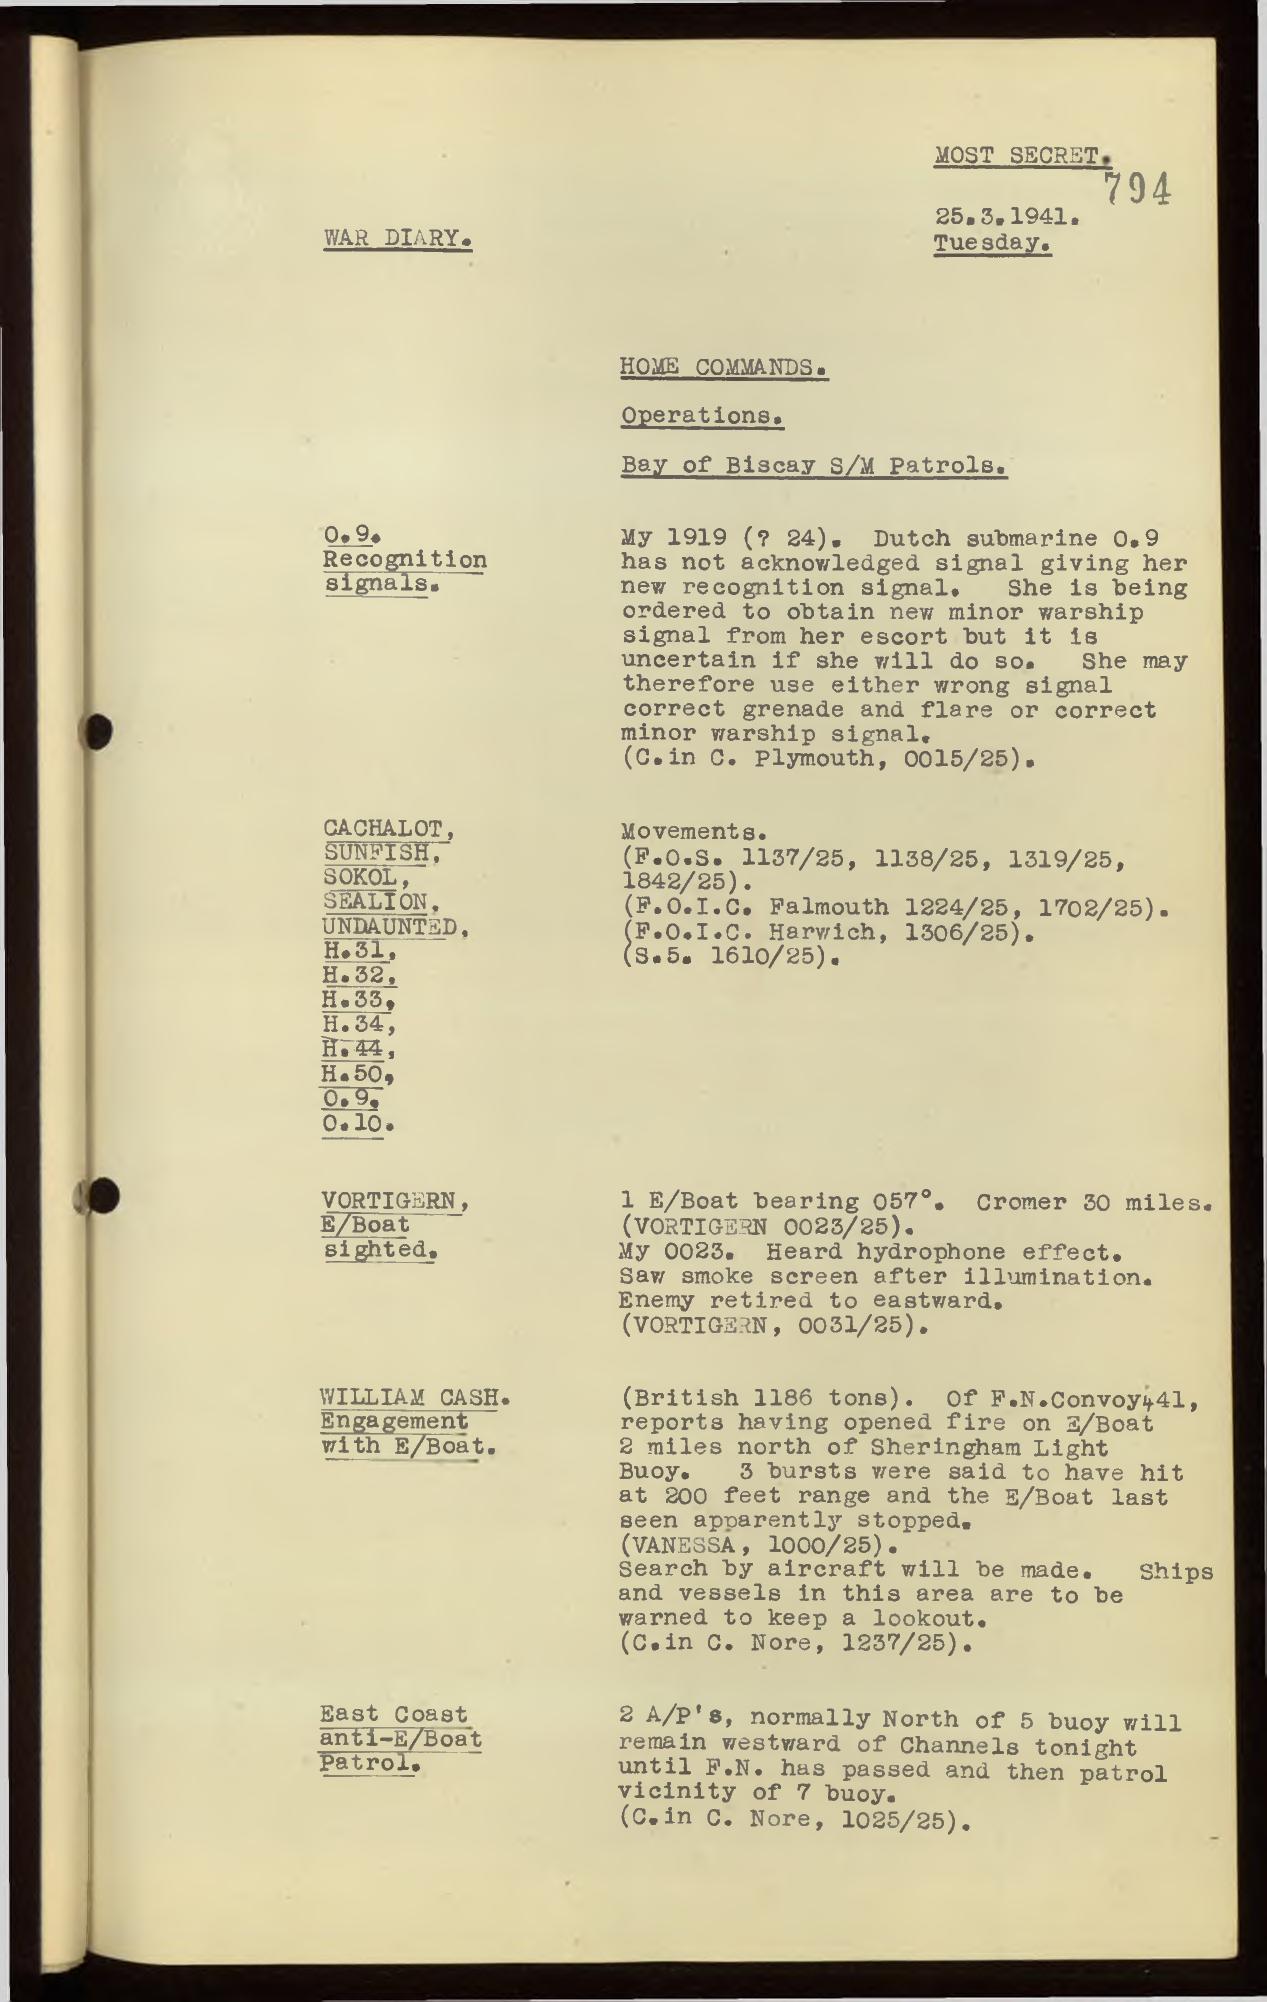 MOST SECRET.
794
25.3.1941.
Tuesday.
WAR DIARY.
HOME COMMANDS.
Operations.
Bay of Biscay S/M Patrols.
O.9.
Recognition
signals.
My 1919 (? 24). Dutch submarine O.9
has not acknowledged signal giving her
new recognition signal. She is being
ordered to obtain new minor warship
signal from her escort but it is
uncertain if she will do so. She may
therefore use either wrong signal
correct grenade and flare or correct
minor warship signal.
(C.in C. Plymouth, 0015/25).
CACHALOT,
SUNFISH,
SOKOL,
SEALION,
UNDAUNTED,
H.31,
H.32,
H.33,
H.34,
H.44,
H.50,
O.9,
O.10.
Movements.
(F.O.S. 1137/25, 1138/25, 1319/25,
1842/25).
(F.O.I.C. Falmouth 1224/25, 1702/25).
(F.O.I.C. Harwich, 1306/25).
(S.5. 1610/25).
VORTIGERN,
E/Boat
sighted.
1 E/Boat bearing 057°. Cromer 30 miles.
(VORTIGERN 0023/25).
My 0023. Heard hydrophone effect.
Saw smoke screen after illumination.
Enemy retired to eastward.
(VORTIGERN, 0031/25).
WILLIAM CASH.
Engagement
with E/Boat.
(British 1186 tons). Of F.N.Convoy 441,
reports having opened fire on E/Boat
2 miles north of Sheringham Light
Buoy. 3 bursts were said to have hit
at 200 feet range and the E/Boat last
seen apparently stopped.
(VANESSA, 1000/25).
Search by aircraft will be made. Ships
and vessels in this area are to be
warned to keep a lookout.
(C.in C. Nore, 1237/25).
East Coast
anti-E/Boat
Patrol.
2 A/P's, normally North of 5 buoy will
remain westward of Channels tonight
until F.N. has passed and then patrol
vicinity of 7 buoy.
(C.in C. Nore, 1025/25).